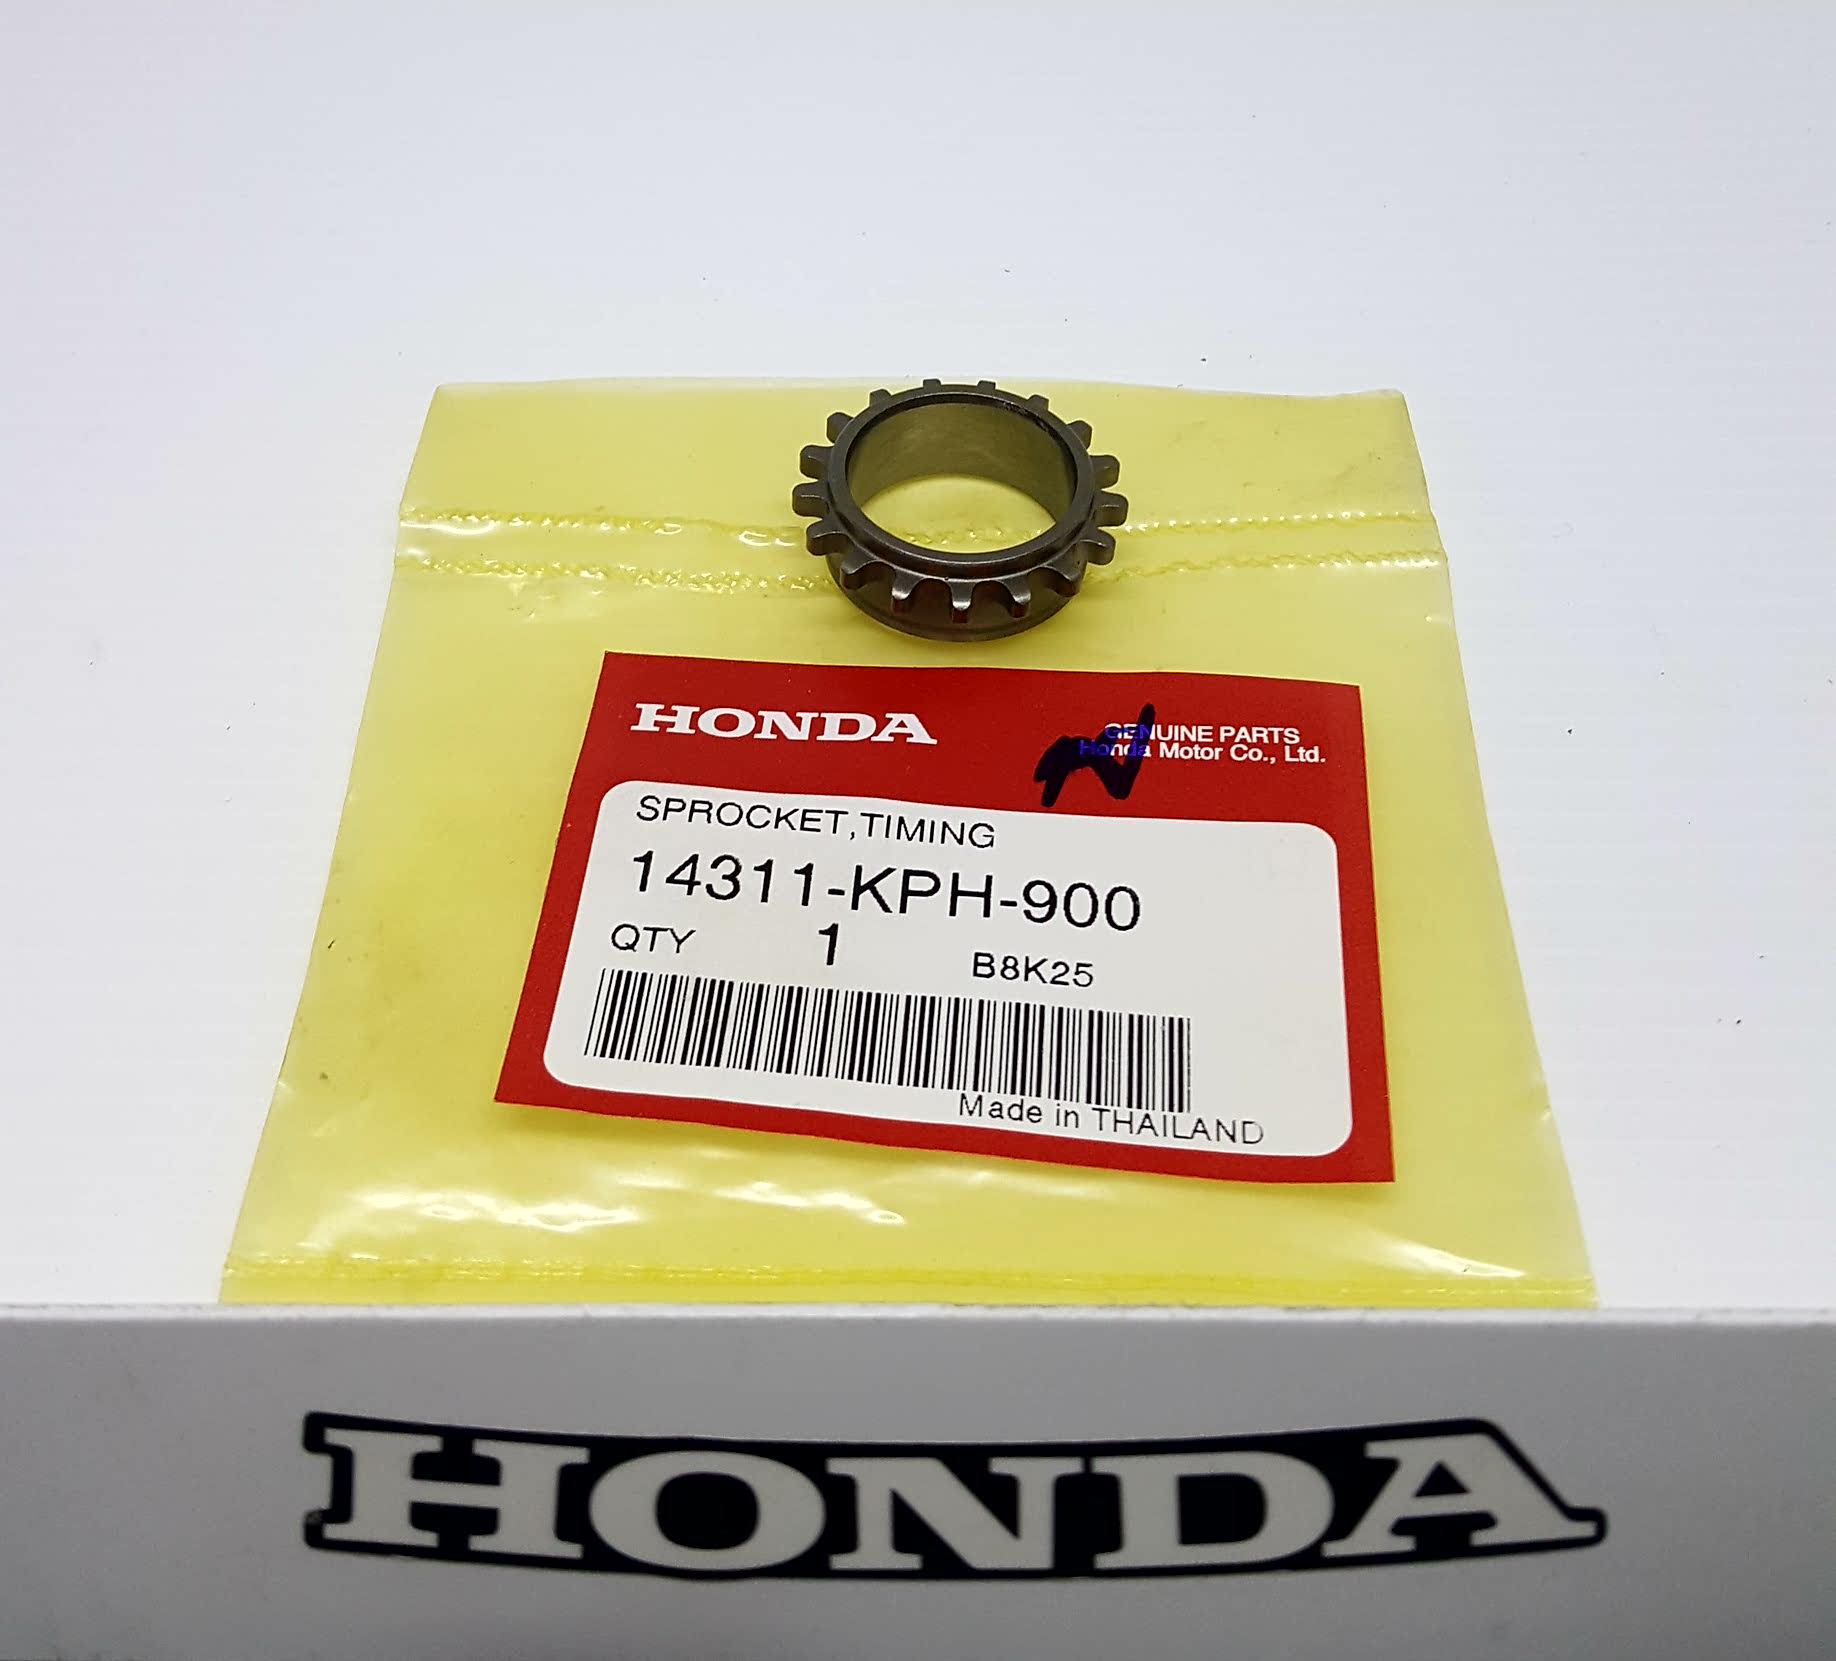 HONDA
GENUINE PARTS
Honda Motor Co., Ltd.
SPROCKET,TIMING
14311-KPH-900
QTY 1 B8K25
Made in THAILAND
HONDA